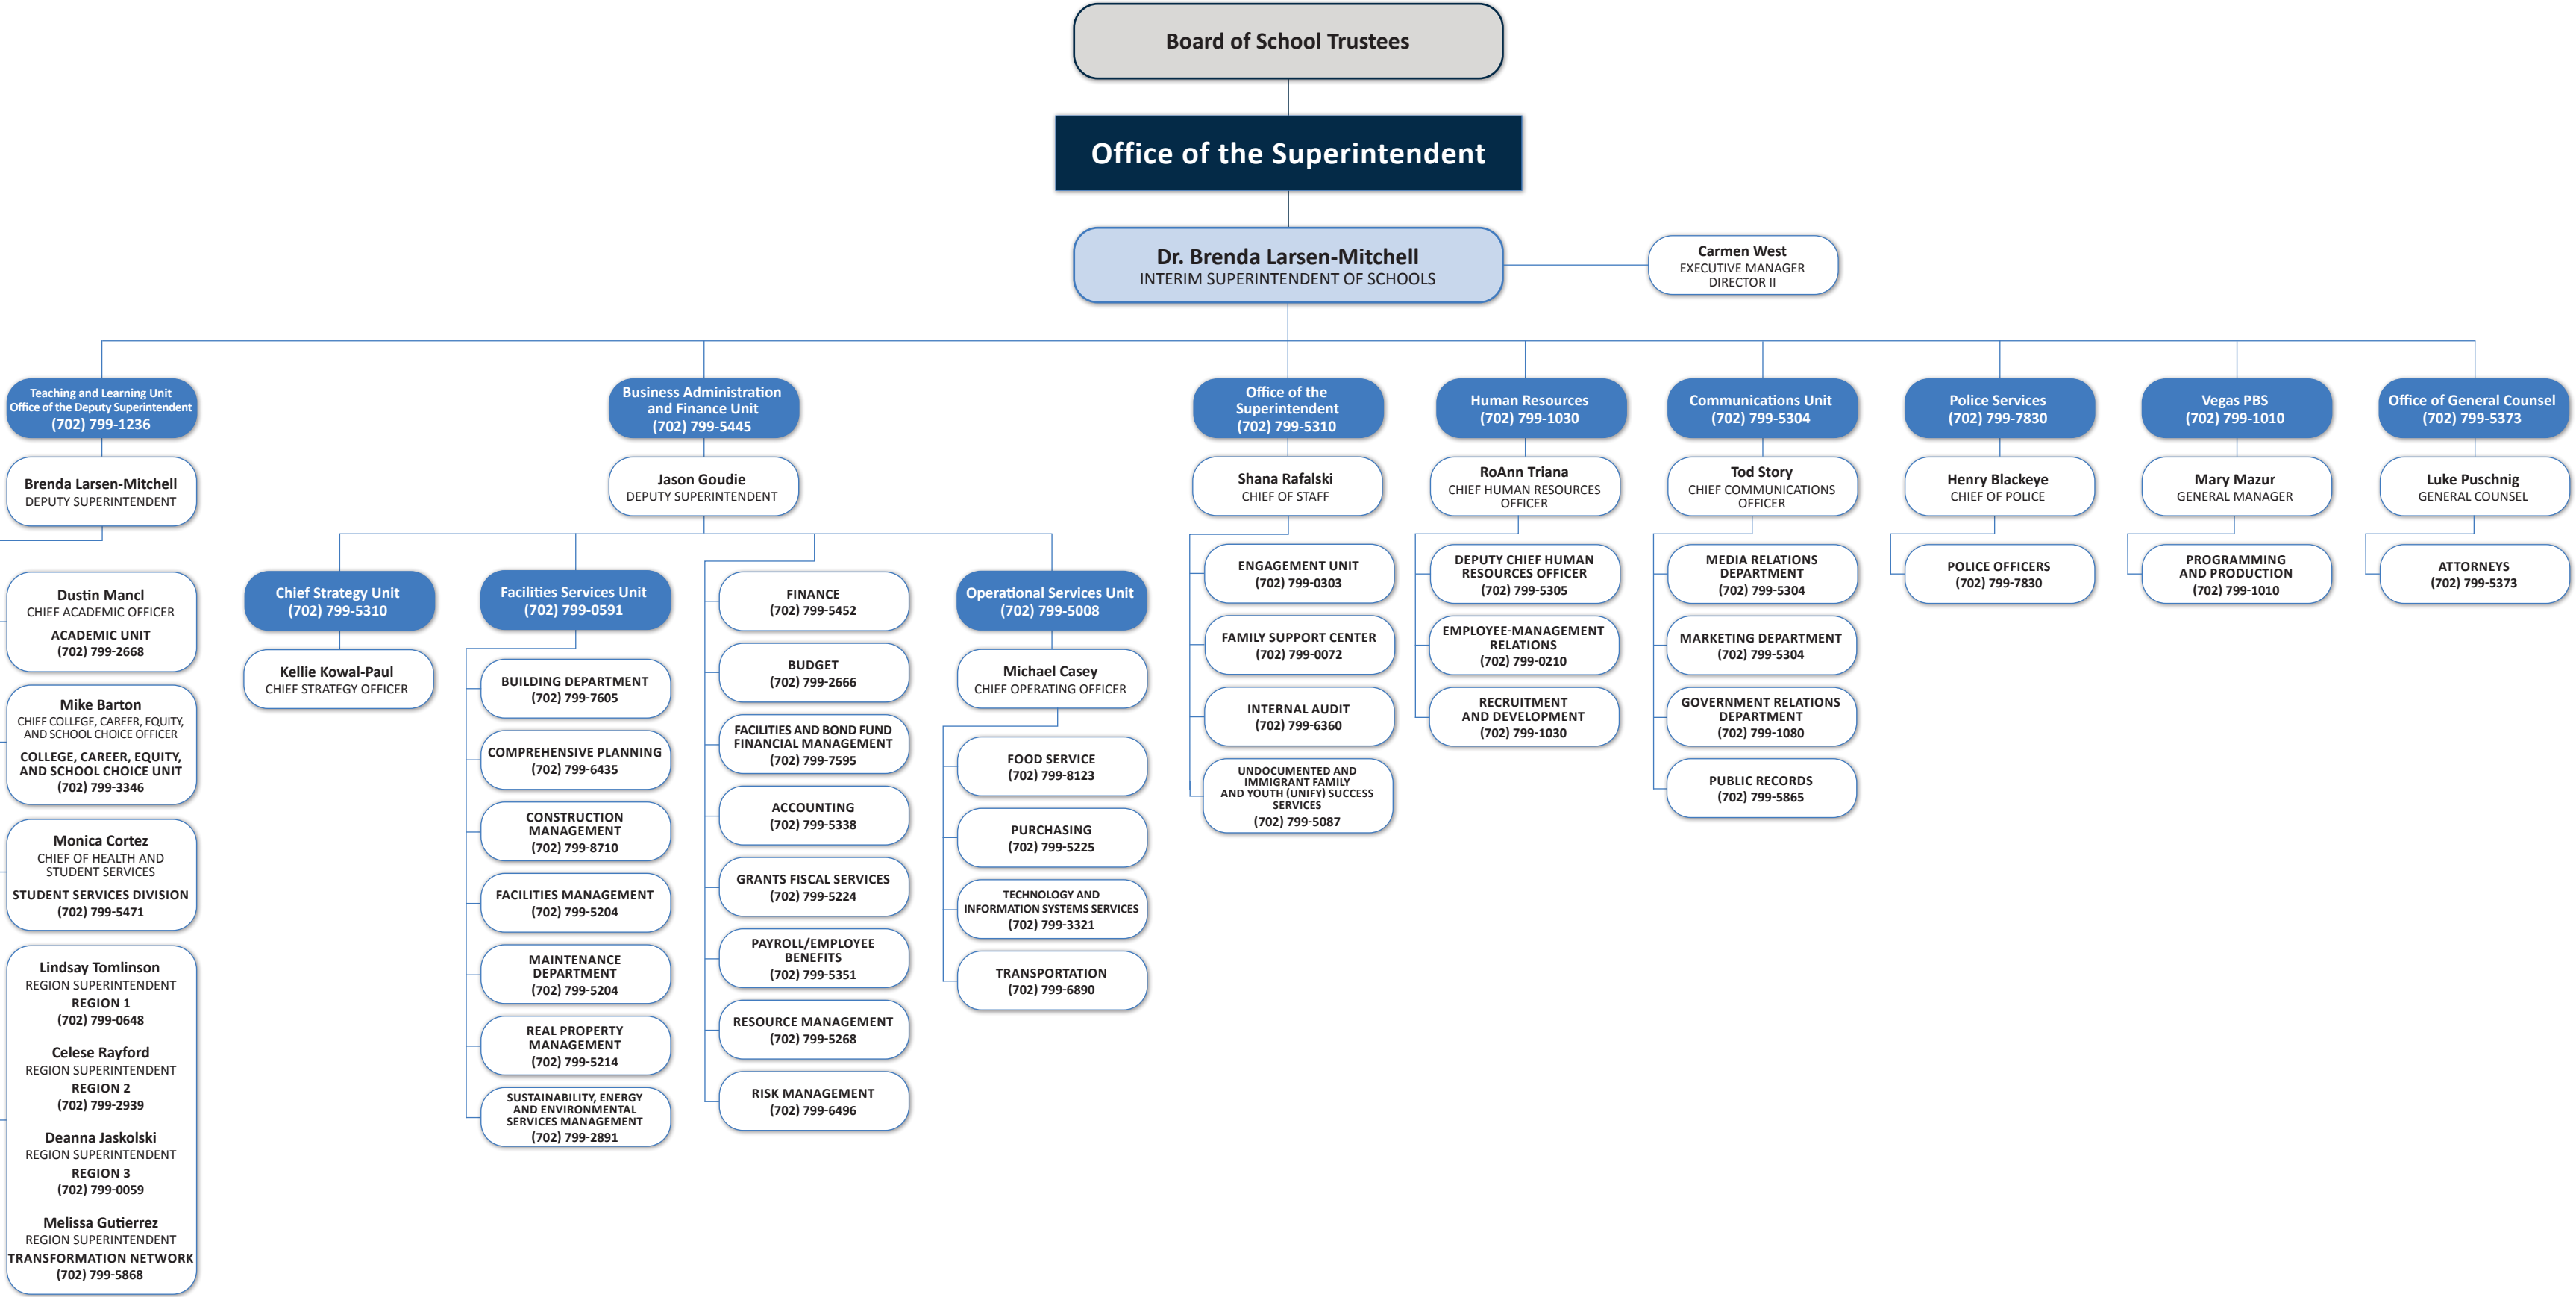 Board of School Trustees
Office of the Superintendent
Dr. Brenda Larsen-Mitchell
INTERIM SUPERINTENDENT OF SCHOOLS
Carmen West
EXECUTIVE MANAGER
DIRECTOR II
Teaching and Learning Unit
Office of the Deputy Superintendent
(702) 799-1236
Brenda Larsen-Mitchell
DEPUTY SUPERINTENDENT
Dustin Mancl
CHIEF ACADEMIC OFFICER
ACADEMIC UNIT
(702) 799-2668
Mike Barton
CHIEF COLLEGE, CAREER, EQUITY,
AND SCHOOL CHOICE OFFICER
COLLEGE, CAREER, EQUITY,
AND SCHOOL CHOICE UNIT
(702) 799-3346
Monica Cortez
CHIEF OF HEALTH AND
STUDENT SERVICES
STUDENT SERVICES DIVISION
(702) 799-5471
Lindsay Tomlinson
REGION SUPERINTENDENT
REGION 1
(702) 799-0648
Celese Rayford
REGION SUPERINTENDENT
REGION 2
(702) 799-2939
Deanna Jaskolski
REGION SUPERINTENDENT
REGION 3
(702) 799-0059
Melissa Gutierrez
REGION SUPERINTENDENT
TRANSFORMATION NETWORK
(702) 799-5868
Business Administration
and Finance Unit
(702) 799-5445
Jason Goudie
DEPUTY SUPERINTENDENT
Chief Strategy Unit
(702) 799-5310
Kellie Kowal-Paul
CHIEF STRATEGY OFFICER
Facilities Services Unit
(702) 799-0591
BUILDING DEPARTMENT
(702) 799-7605
COMPREHENSIVE PLANNING
(702) 799-6435
CONSTRUCTION
MANAGEMENT
(702) 799-8710
FACILITIES MANAGEMENT
(702) 799-5204
MAINTENANCE
DEPARTMENT
(702) 799-5204
REAL PROPERTY
MANAGEMENT
(702) 799-5214
SUSTAINABILITY, ENERGY
AND ENVIRONMENTAL
SERVICES MANAGEMENT
(702) 799-2891
FINANCE
(702) 799-5452
BUDGET
(702) 799-2666
FACILITIES AND BOND FUND
FINANCIAL MANAGEMENT
(702) 799-7595
ACCOUNTING
(702) 799-5338
GRANTS FISCAL SERVICES
(702) 799-5224
PAYROLL/EMPLOYEE
BENEFITS
(702) 799-5351
RESOURCE MANAGEMENT
(702) 799-5268
RISK MANAGEMENT
(702) 799-6496
Operational Services Unit
(702) 799-5008
Michael Casey
CHIEF OPERATING OFFICER
FOOD SERVICE
(702) 799-8123
PURCHASING
(702) 799-5225
TECHNOLOGY AND
INFORMATION SYSTEMS SERVICES
(702) 799-3321
TRANSPORTATION
(702) 799-6890
Office of the
Superintendent
(702) 799-5310
Shana Rafalski
CHIEF OF STAFF
ENGAGEMENT UNIT
(702) 799-0303
FAMILY SUPPORT CENTER
(702) 799-0072
INTERNAL AUDIT
(702) 799-6360
UNDOCUMENTED AND
IMMIGRANT FAMILY
AND YOUTH (UNIFY) SUCCESS
SERVICES
(702) 799-5087
Human Resources
(702) 799-1030
RoAnn Triana
CHIEF HUMAN RESOURCES
OFFICER
DEPUTY CHIEF HUMAN
RESOURCES OFFICER
(702) 799-5305
EMPLOYEE-MANAGEMENT
RELATIONS
(702) 799-0210
RECRUITMENT
AND DEVELOPMENT
(702) 799-1030
Communications Unit
(702) 799-5304
Tod Story
CHIEF COMMUNICATIONS
OFFICER
MEDIA RELATIONS
DEPARTMENT
(702) 799-5304
MARKETING DEPARTMENT
(702) 799-5304
GOVERNMENT RELATIONS
DEPARTMENT
(702) 799-1080
PUBLIC RECORDS
(702) 799-5865
Police Services
(702) 799-7830
Henry Blackeye
CHIEF OF POLICE
POLICE OFFICERS
(702) 799-7830
Vegas PBS
(702) 799-1010
Mary Mazur
GENERAL MANAGER
PROGRAMMING
AND PRODUCTION
(702) 799-1010
Office of General Counsel
(702) 799-5373
Luke Puschnig
GENERAL COUNSEL
ATTORNEYS
(702) 799-5373